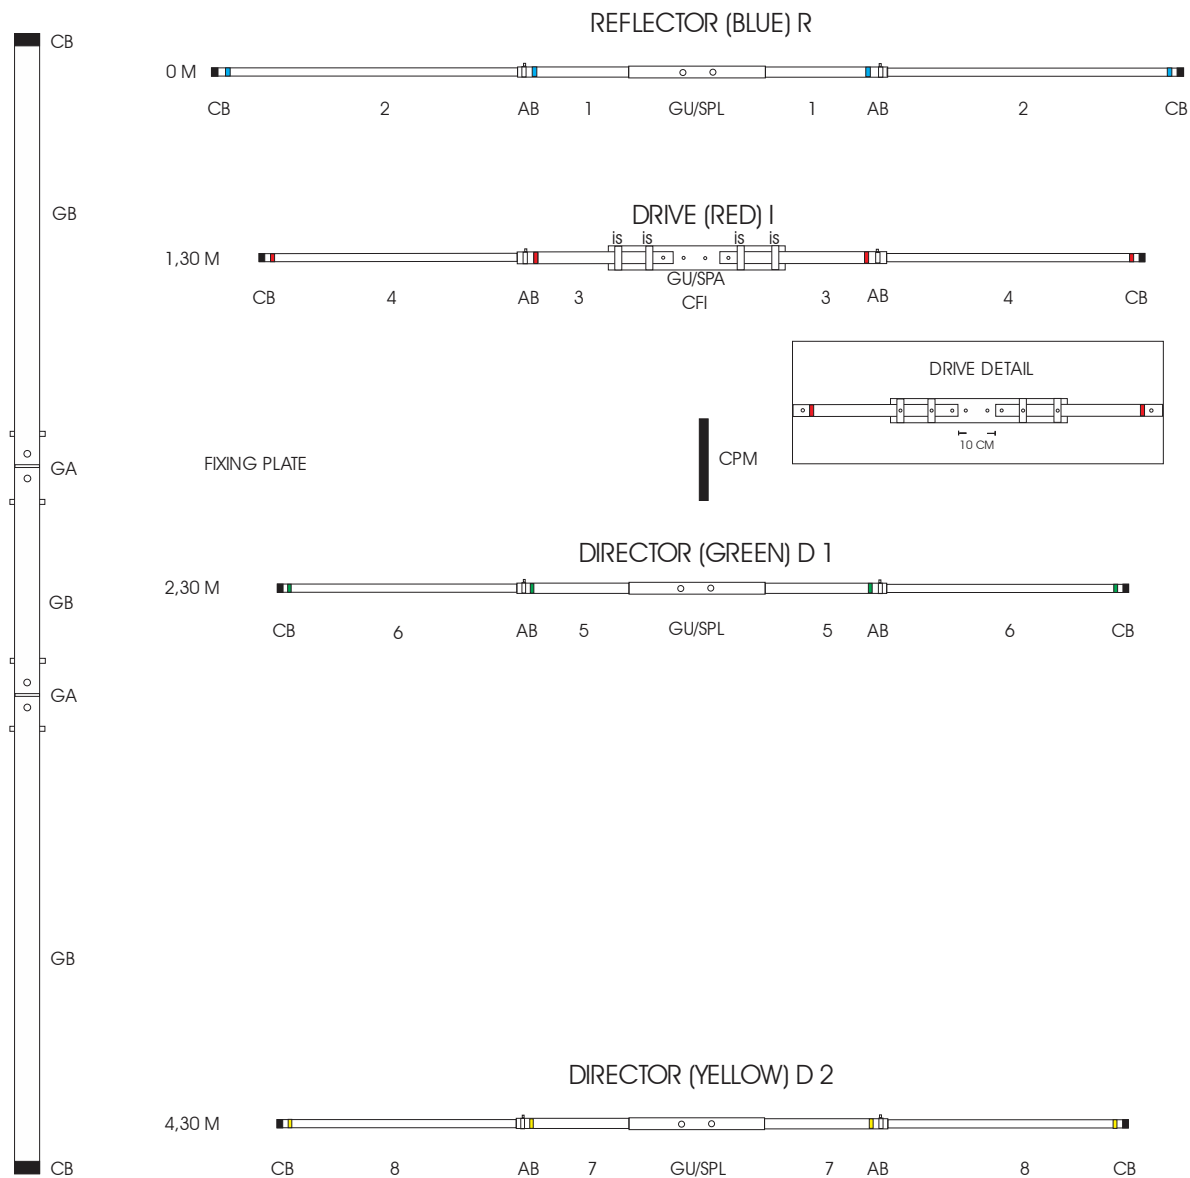 REFLECTOR (BLUE) R
CB
0 M
CB 2 AB 1 GU/SPL 1 AB 2 CB
GB
DRIVE (RED) I
is is is is
1,30 M
GU/SPA
CB 4 AB 3 CFI 3 AB 4 CB
DRIVE DETAIL
10 CM
GA
FIXING PLATE
CPM
DIRECTOR (GREEN) D 1
2,30 M
GB
CB 6 AB 5 GU/SPL 5 AB 6 CB
GA
GB
DIRECTOR (YELLOW) D 2
4,30 M
CB
CB 8 AB 7 GU/SPL 7 AB 8 CB